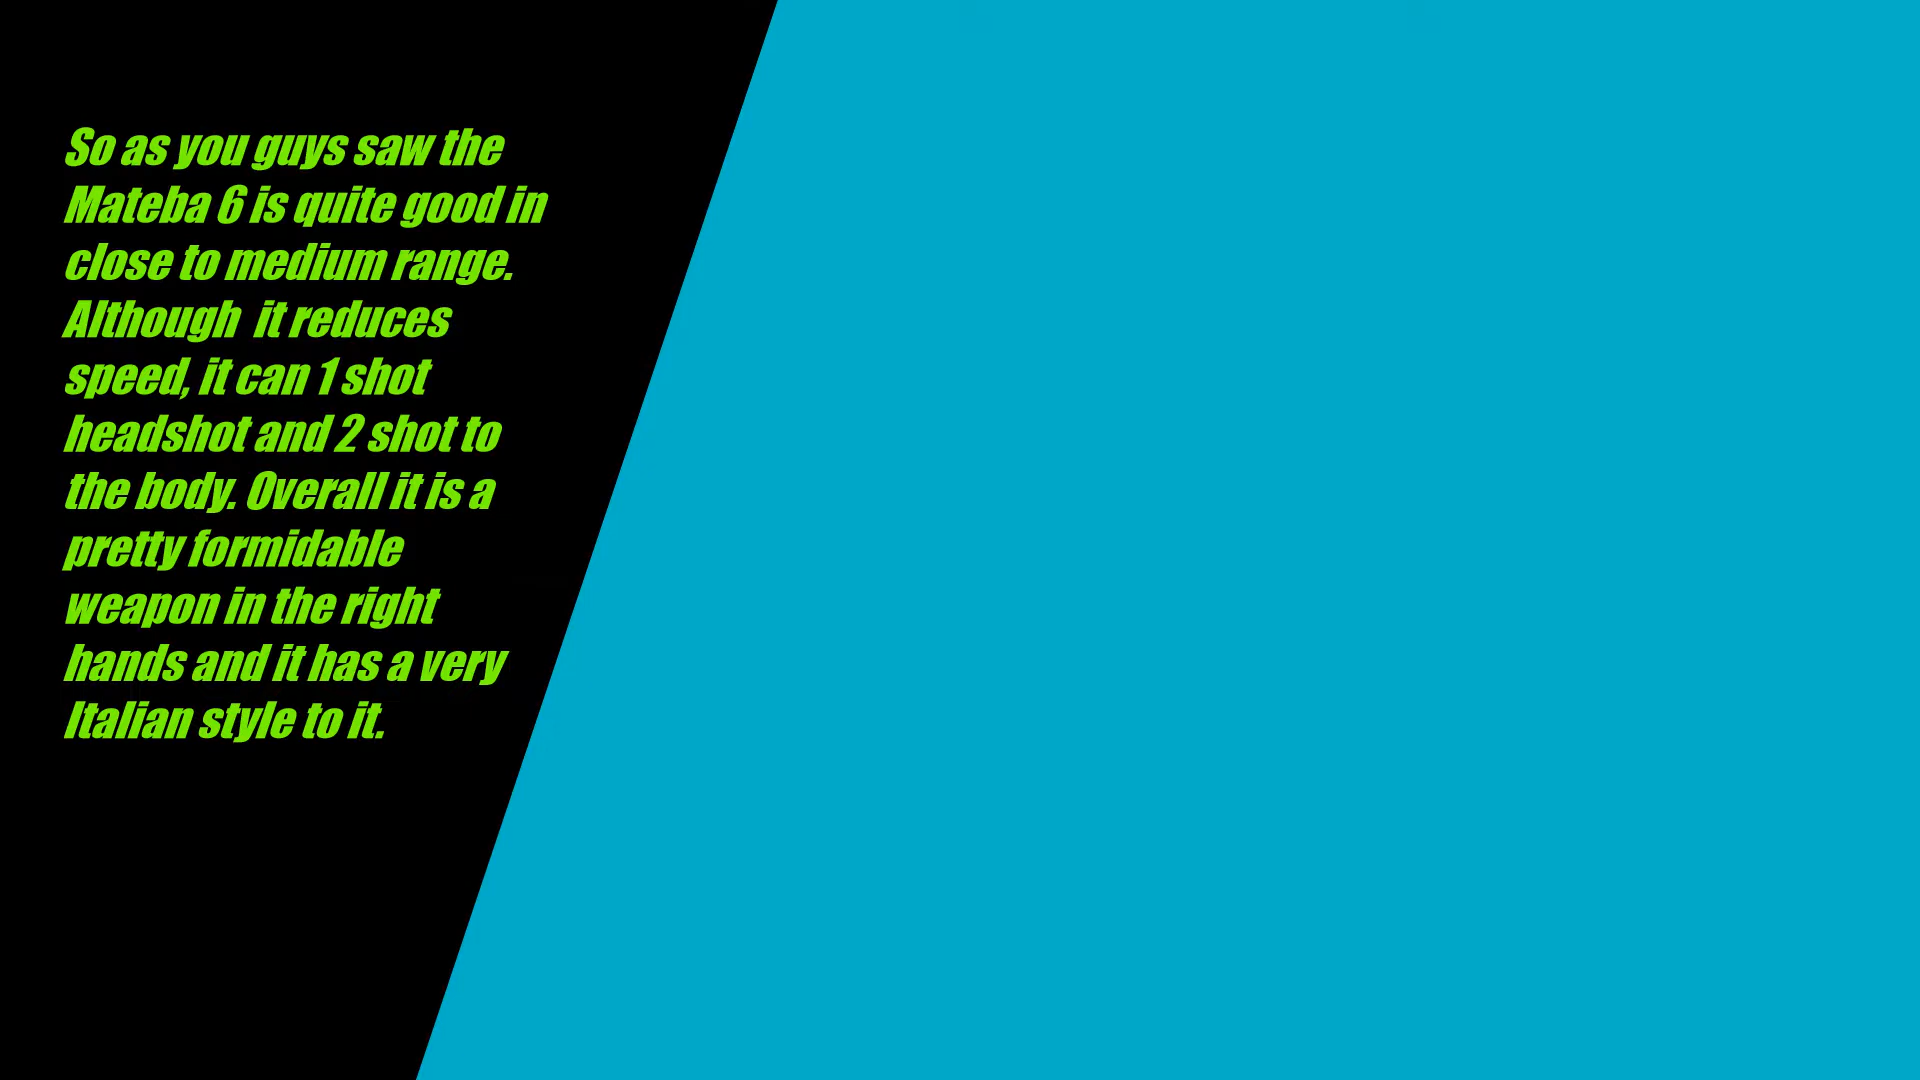 So as you guys saw the
Mateba 6 is quite good in
close to medium range.
Although  it reduces
speed, it can 1 shot
headshot and 2 shot to
the body. Overall it is a
pretty formidable
weapon in the right
hands and it has a very
Italian style to it.